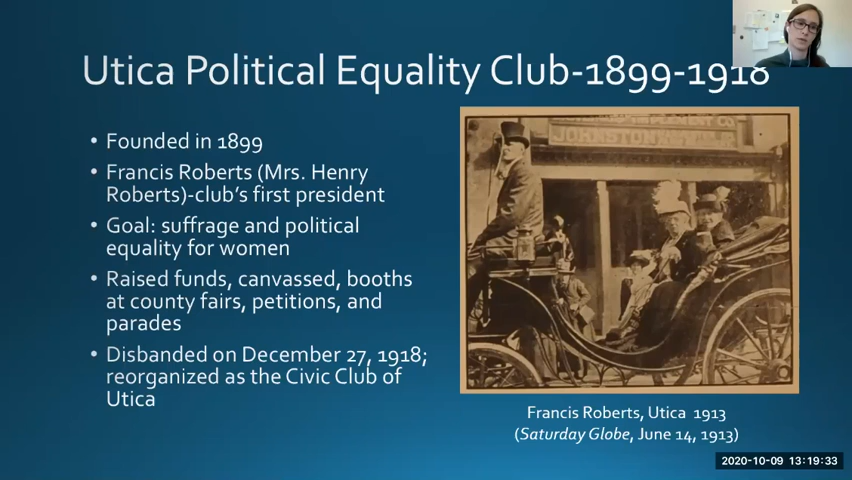 Utica Political Equality Club-1899-1918
• Founded in 1899
• Francis Roberts (Mrs. Henry
Roberts)-club's first president
• Goal: suffrage and political
equality for women
• Raised funds, canvassed, booths
at county fairs, petitions, and
parades
• Disbanded on December 27, 1918;
reorganized as the Civic Club of
Utica
JOHNSTON
Francis Roberts, Utica 1913
(Saturday Globe, June 14, 1913)
2020-10-09 13:19:33